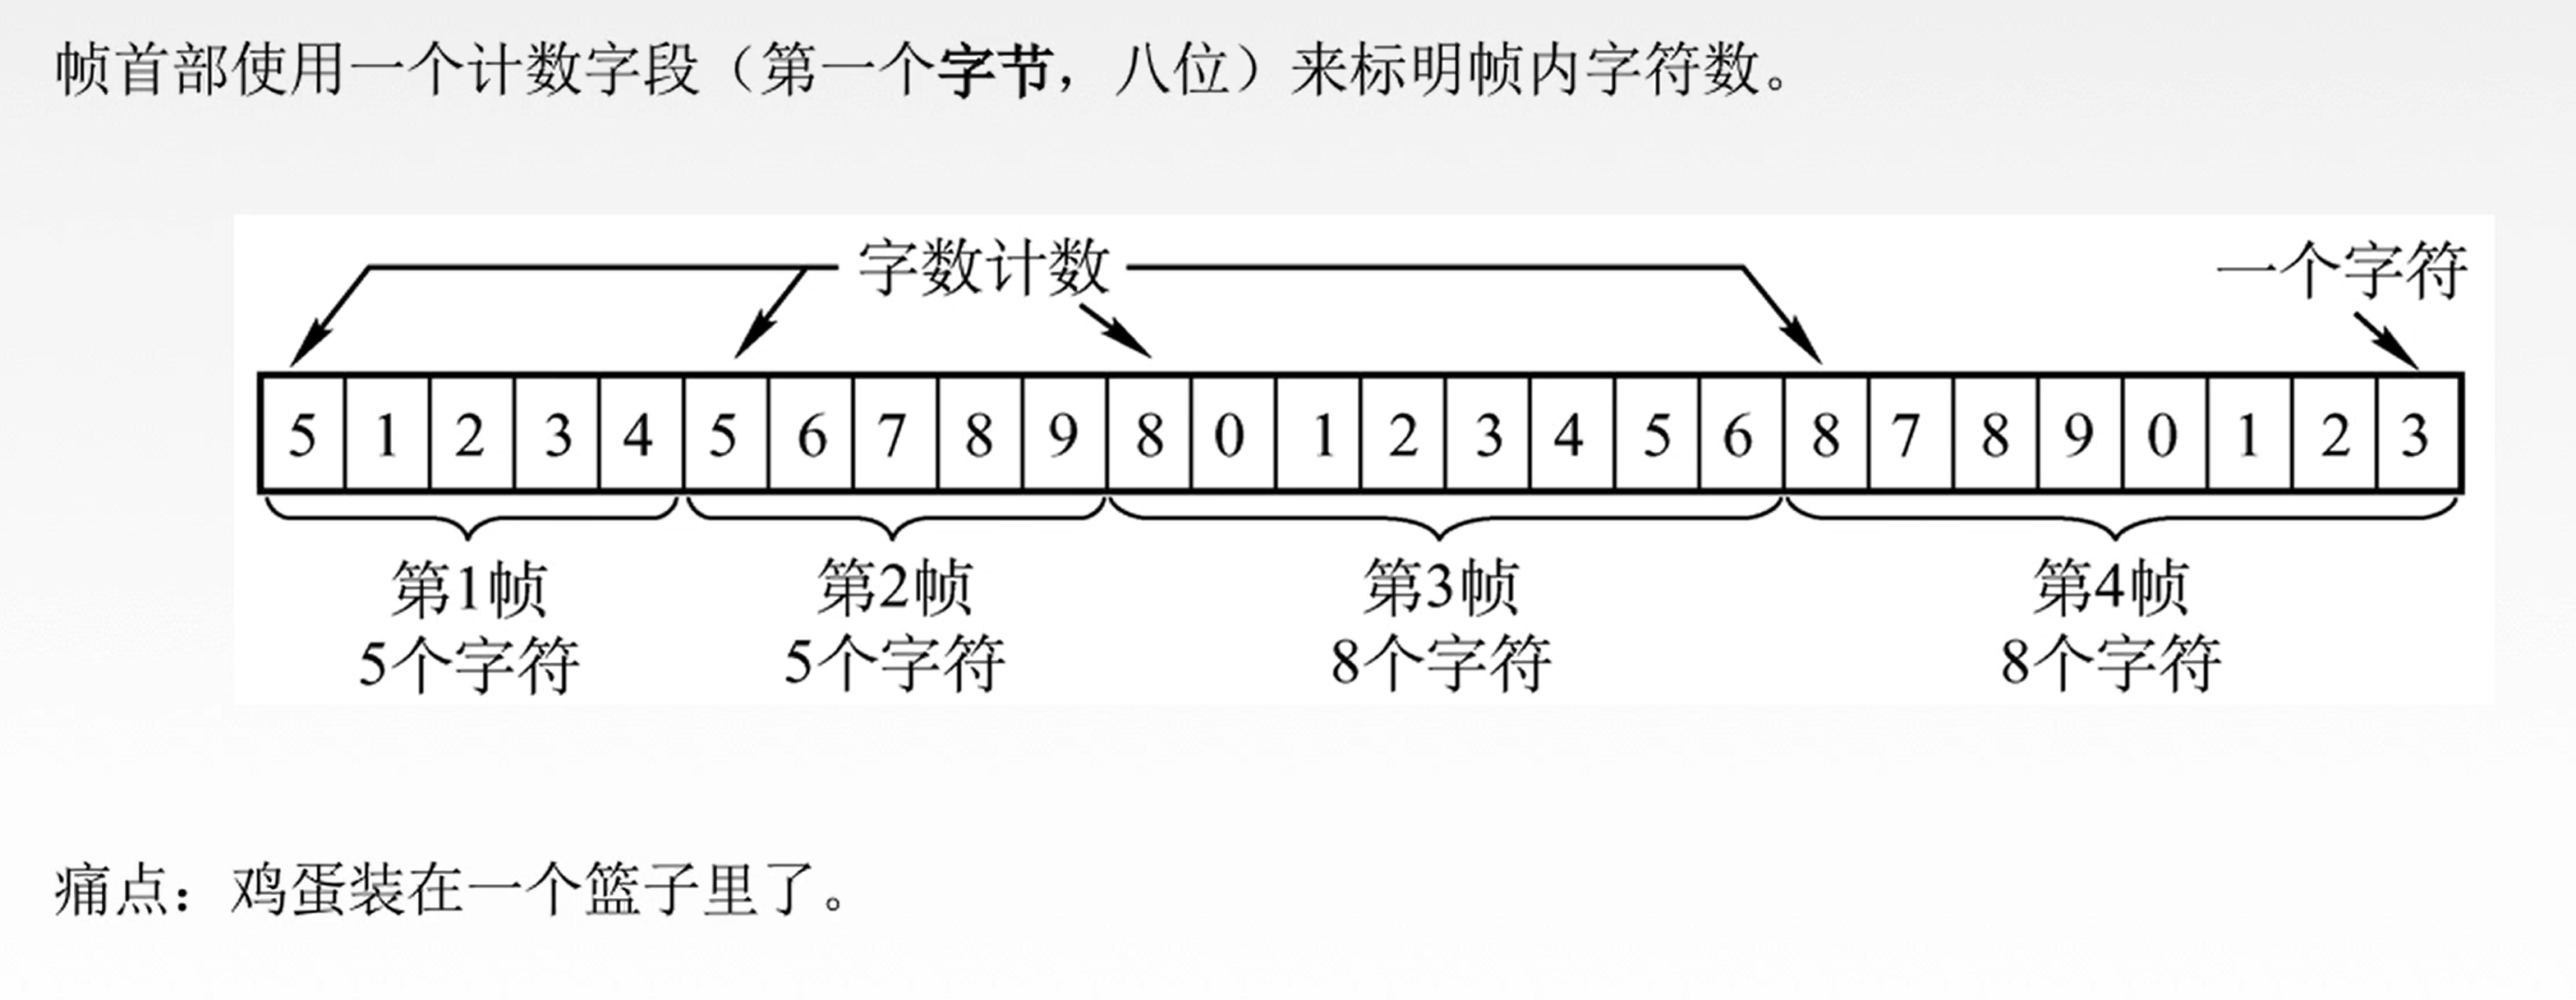 帧首部使用一个计数字段（第一个字节，八位）来标明帧内字符数。
字数计数
一个字符
5 1 2 3 4 5 6 7 8 9 8 0 1 2 3 4 5 6 8 7 8 9 0 1 2 3
第1帧 第2帧 第3帧 第4帧
5个字符 5个字符 8个字符 8个字符
痛点：鸡蛋装在一个篮子里了。